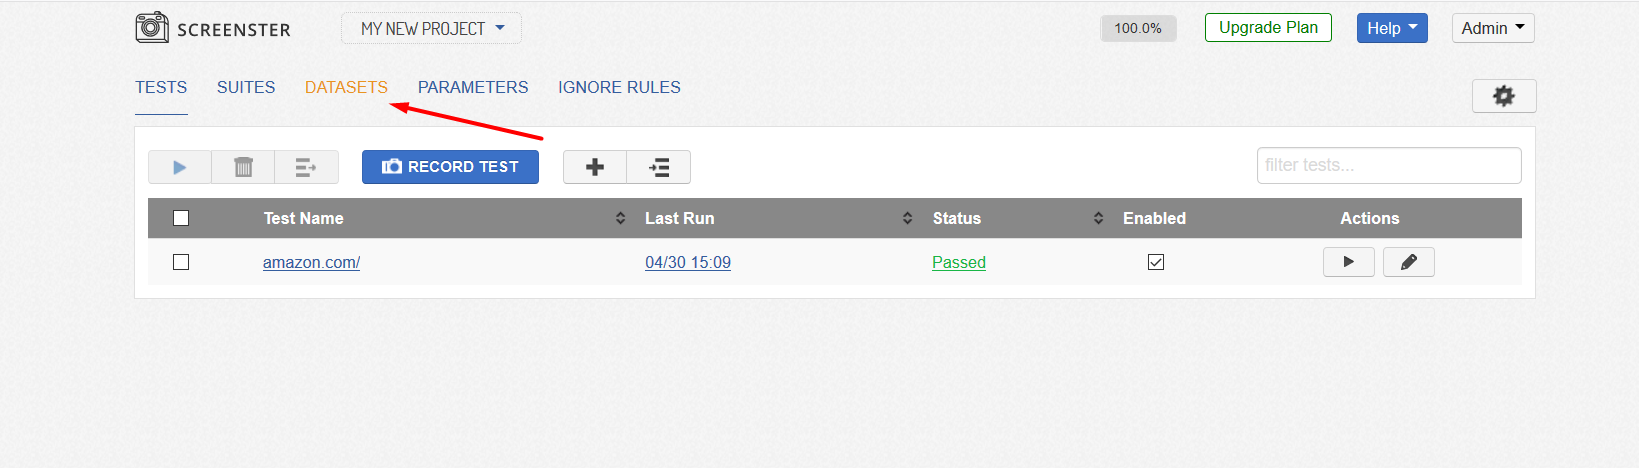 SCREENSTER MY NEW PROJECT 100.0% Upgrade Plan Help Admin
TESTS SUITES DATASETS PARAMETERS IGNORE RULES
RECORD TEST filter tests...
Test Name Last Run Status Enabled Actions
amazon.com/ 04/30 15:09 Passed